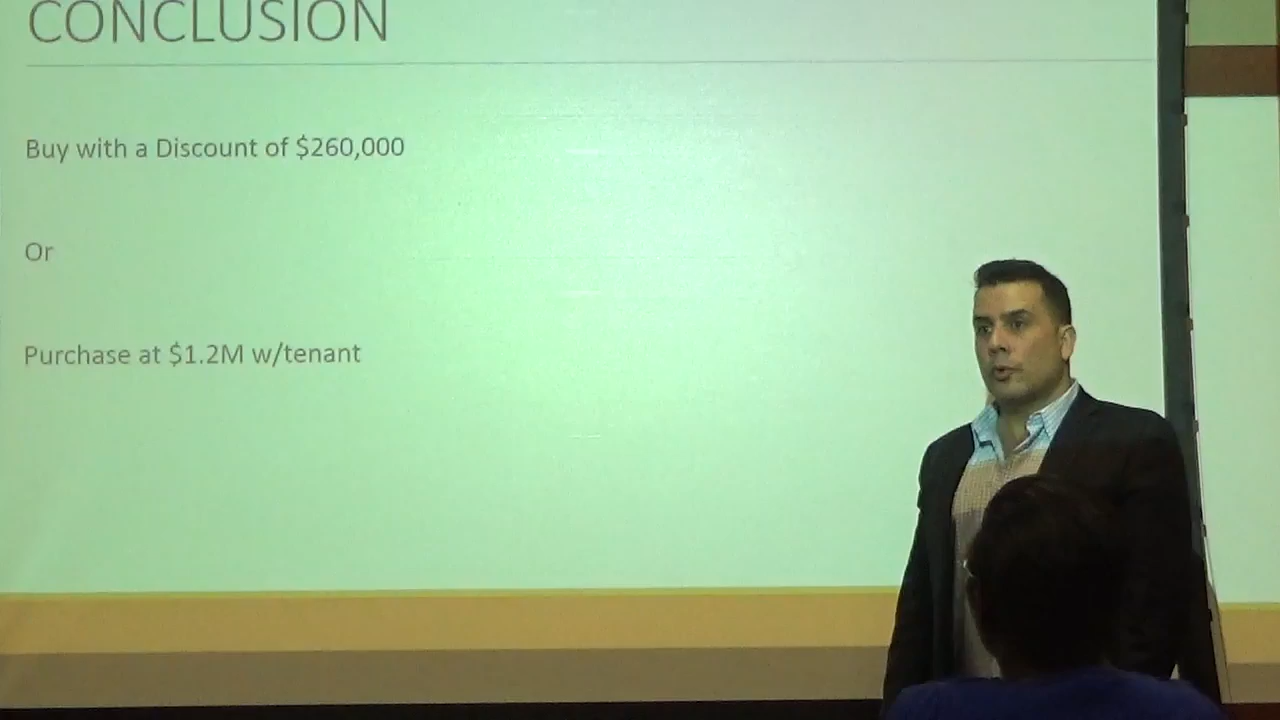 CONCLUSION
Buy with a Discount of $260,000
Or
Purchase at $1.2M w/tenant